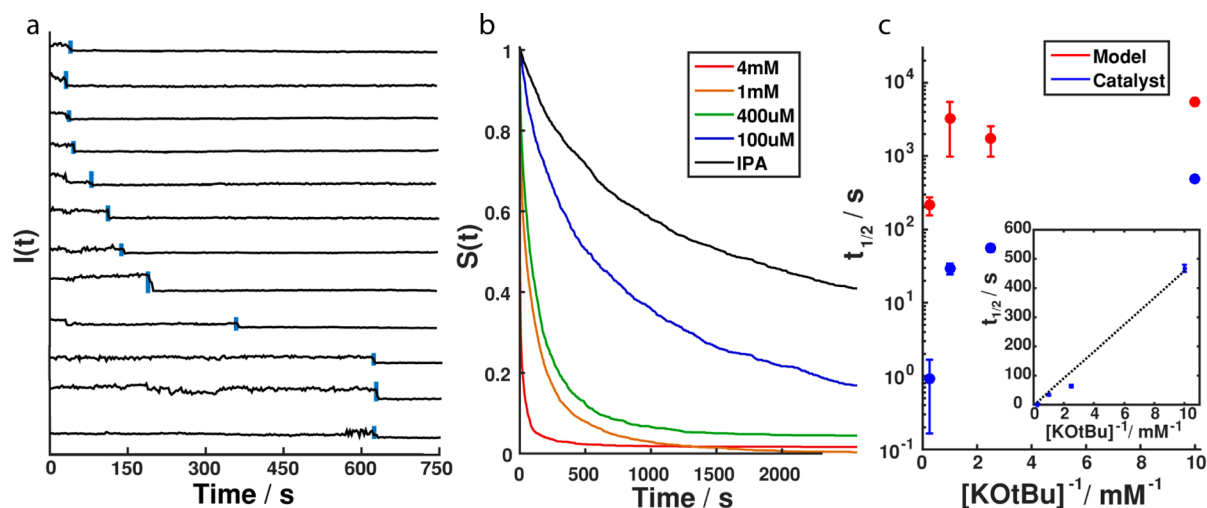 a
I(t)
0
150
300
450
600
750
Time / s
b
S(t)
1
0.8
0.6
0.4
0.2
0
0
500
1000
1500
2000
Time / s
4mM
1mM
400uM
100uM
IPA
c
t1/2 / s
10^4
10^3
10^2
10^1
10^0
10^-1
0
2
4
6
8
10
[KOtBu]^-1/ mM^-1
Model
Catalyst
t1/2 / s
600
500
400
300
200
100
0
0
2
4
6
8
10
[KOtBu]^-1/ mM^-1